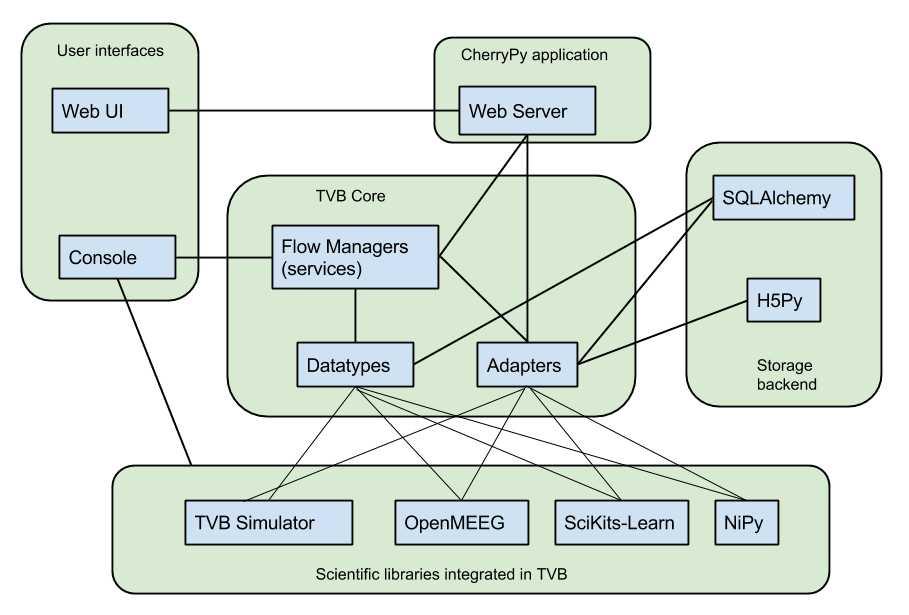 User interfaces
Web UI
Console
CherryPy application
Web Server
TVB Core
Flow Managers
(services)
Datatypes
Adapters
SQLAlchemy
H5Py
Storage
backend
TVB Simulator
OpenMEEG
SciKits-Learn
NiPy
Scientific libraries integrated in TVB